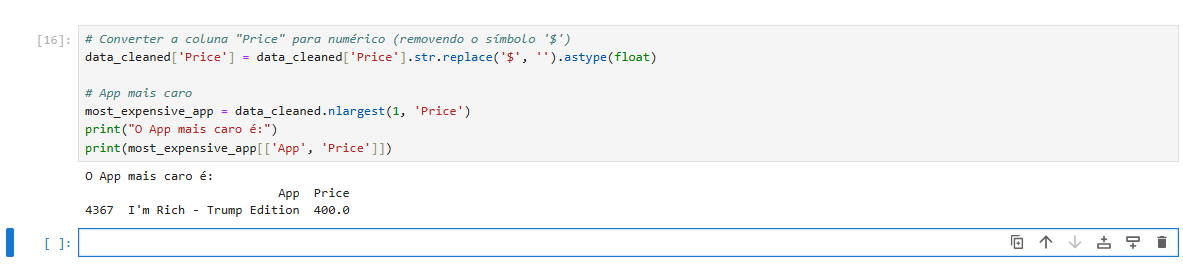 [16]: # Converter a coluna "Price" para numérico (removendo o símbolo '$')
data_cleaned['Price'] = data_cleaned['Price'].str.replace('$', '').astype(float)
# App mais caro
most_expensive_app = data_cleaned.nlargest(1, 'Price')
print("O App mais caro é:")
print(most_expensive_app[['App', 'Price']])
O App mais caro é:
App  Price
4367  I'm Rich - Trump Edition  400.0
[ ]: